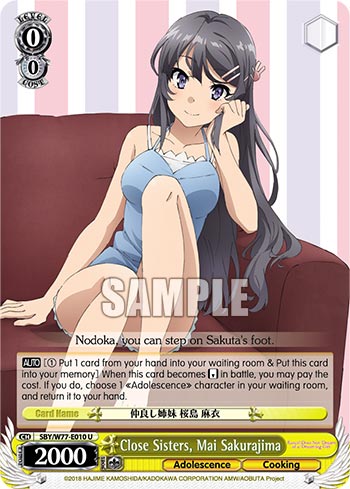 LEVEL
0
0
COST
SAMPLE
Nodoka, you can step on Sakuta's foot.
AUTO [① Put 1 card from your hand into your waiting room & Put this
card into your memory] When this card becomes [ ] in battle, you may pay the
cost. If you do, choose 1 «Adolescence» character in your waiting room,
and return it to your hand.
Card Name
仲良し姉妹 桜島 麻衣
CH
SBY/W77-E010 U
2000
Close Sisters, Mai Sakurajima
Adolescence
Cooking
©2018 HAJIME KAMOSHIDA/KADOKAWA CORPORATION AMW/AOBUTA Project